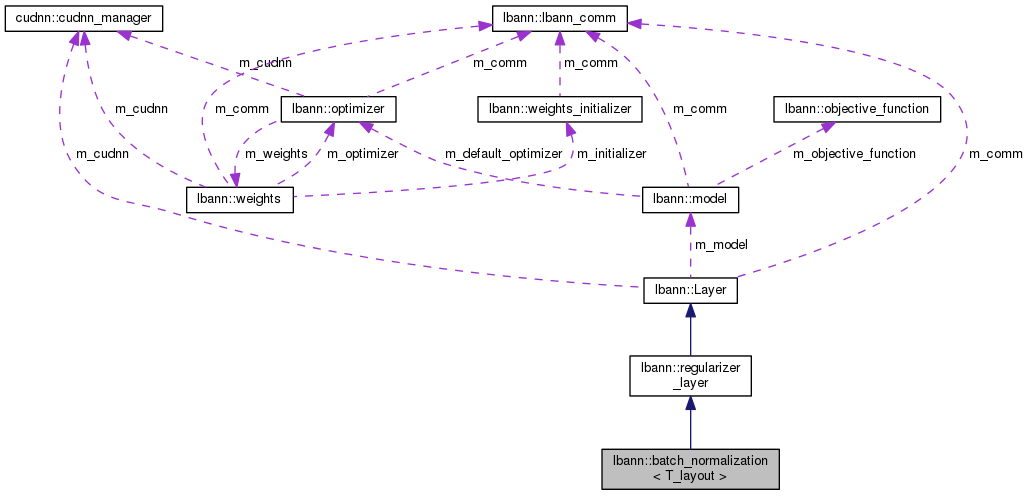 cudnn::cudnn_manager
lbann::lbann_comm
m_cudnn
m_comm
m_comm
m_cudnn
m_comm
lbann::optimizer
lbann::weights_initializer
m_comm
lbann::objective_function
m_cudnn
m_weights
m_optimizer
m_default_optimizer
m_initializer
m_objective_function
m_comm
lbann::weights
lbann::model
m_model
lbann::Layer
lbann::regularizer
_layer
lbann::batch_normalization
< T_layout >